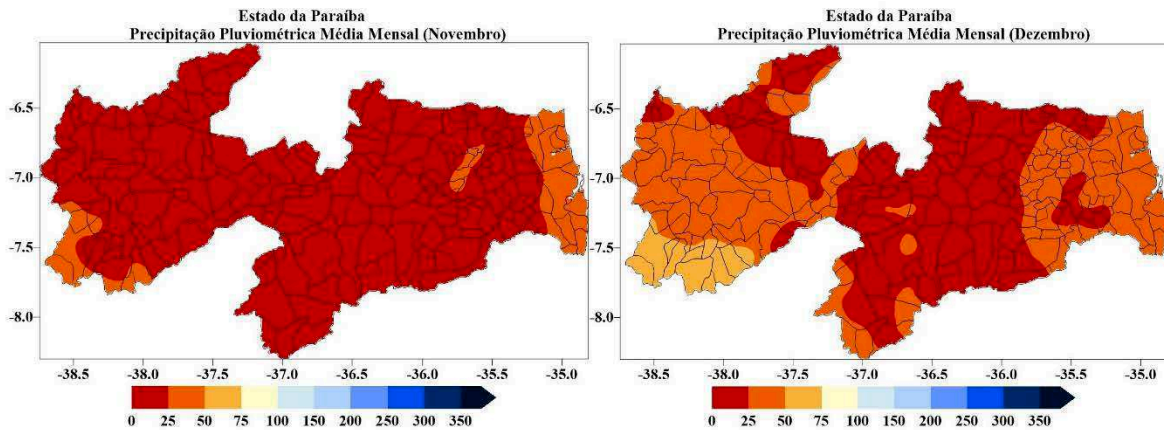 Estado da Paraíba
Precipitação Pluviométrica Média Mensal (Novembro)
-6.5
-7.0
-7.5
-8.0
-38.5 -38.0 -37.5 -37.0 -36.5 -36.0 -35.5 -35.0
0 25 50 75 100 150 200 250 300 350
Estado da Paraíba
Precipitação Pluviométrica Média Mensal (Dezembro)
-6.5
-7.0
-7.5
-8.0
-38.5 -38.0 -37.5 -37.0 -36.5 -36.0 -35.5 -35.0
0 25 50 75 100 150 200 250 300 350